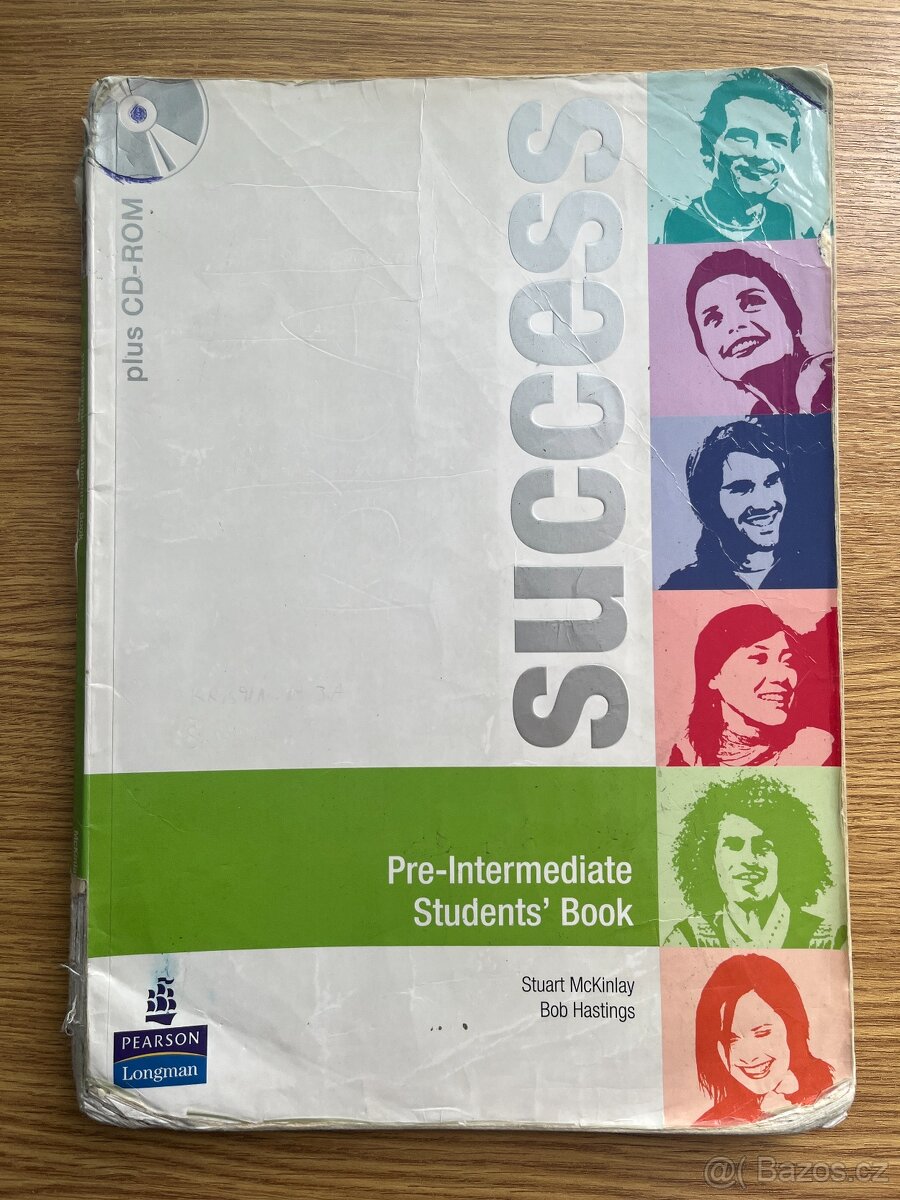 plus CD-ROM
success
Pre-Intermediate
Students' Book
Stuart McKinlay
Bob Hastings
PEARSON
Longman
@( Bazos.cz